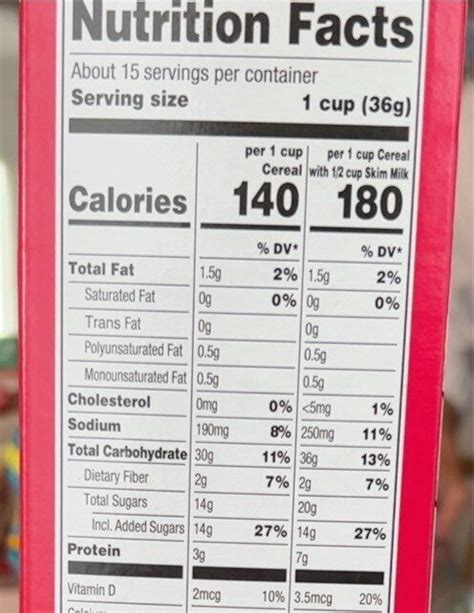 Nutrition Facts
About 15 servings per container
Serving size 1 cup (36g)
per 1 cup per 1 cup Cereal
Cereal with 1/2 cup Skim Milk
Calories 140 180
% DV* % DV*
Total Fat 1.5g 2% 1.5g 2%
Saturated Fat 0g 0% 0g 0%
Trans Fat 0g 0g
Polyunsaturated Fat 0.5g 0.5g
Monounsaturated Fat 0.5g 0.5g
Cholesterol 0mg 0% <5mg 1%
Sodium 190mg 8% 250mg 11%
Total Carbohydrate 30g 11% 36g 13%
Dietary Fiber 2g 7% 2g 7%
Total Sugars 14g 20g
Incl. Added Sugars 14g 27% 14g 27%
Protein 3g 7g
Vitamin D 2mcg 10% 3.5mcg 20%